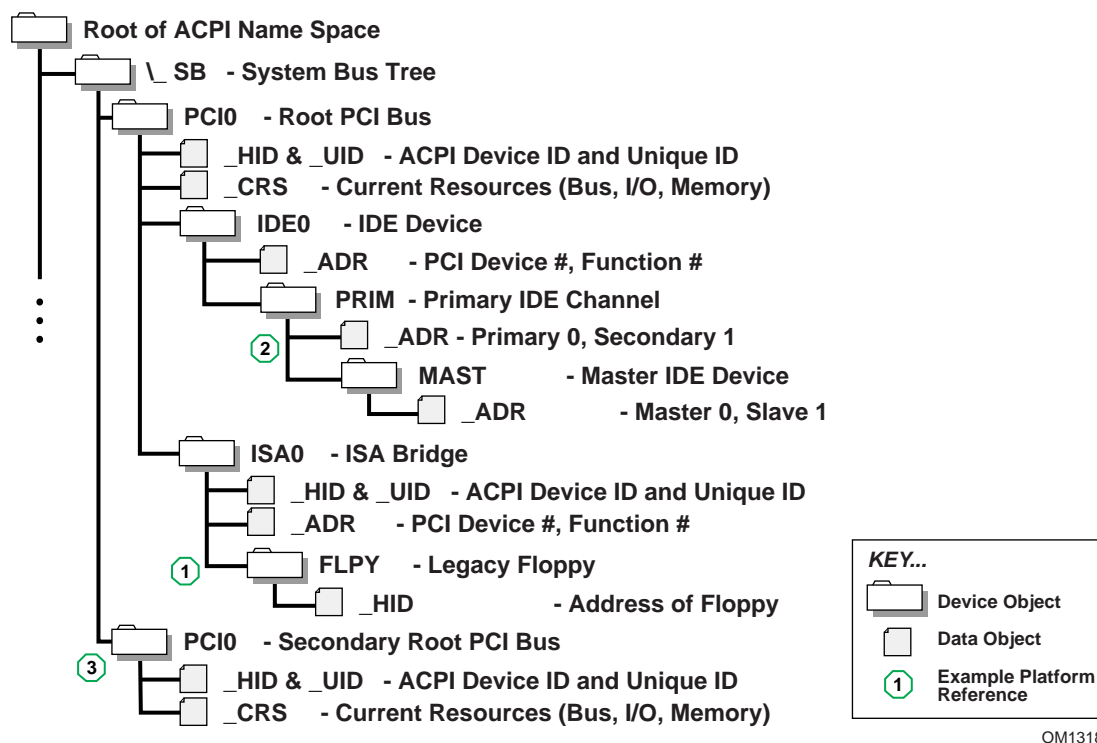 Root of ACPI Name Space
\_ SB - System Bus Tree
PCI0 - Root PCI Bus
_HID & _UID - ACPI Device ID and Unique ID
_CRS - Current Resources (Bus, I/O, Memory)
IDE0 - IDE Device
_ADR - PCI Device #, Function #
PRIM - Primary IDE Channel
2
_ADR - Primary 0, Secondary 1
MAST - Master IDE Device
_ADR - Master 0, Slave 1
ISA0 - ISA Bridge
_HID & _UID - ACPI Device ID and Unique ID
_ADR - PCI Device #, Function #
1
FLPY - Legacy Floppy
_HID - Address of Floppy
3
PCI0 - Secondary Root PCI Bus
_HID & _UID - ACPI Device ID and Unique ID
_CRS - Current Resources (Bus, I/O, Memory)
KEY...
Device Object
Data Object
1
Example Platform
Reference
OM1318